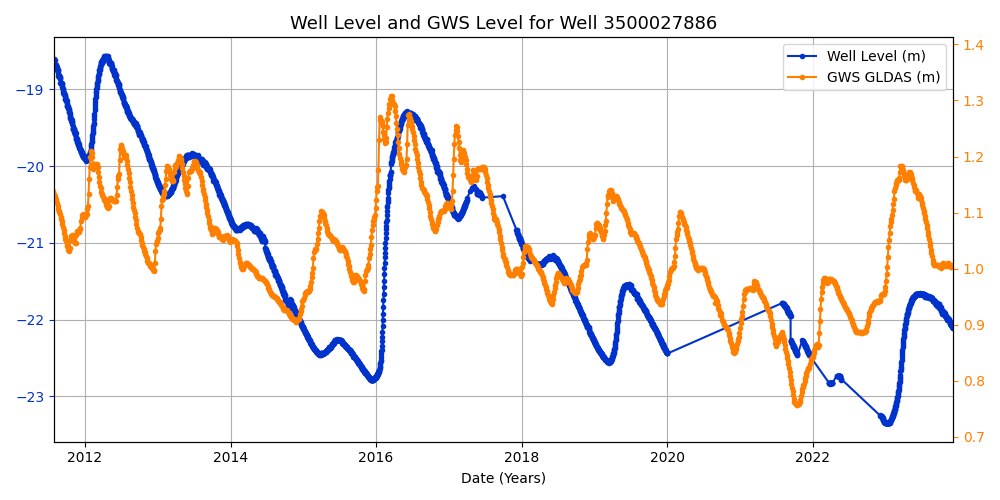 Well Level and GWS Level for Well 3500027886
Well Level (m)
GWS GLDAS (m)
−19
−20
−21
−22
−23
1.4
1.3
1.2
1.1
1.0
0.9
0.8
0.7
2012 2014 2016 2018 2020 2022
Date (Years)